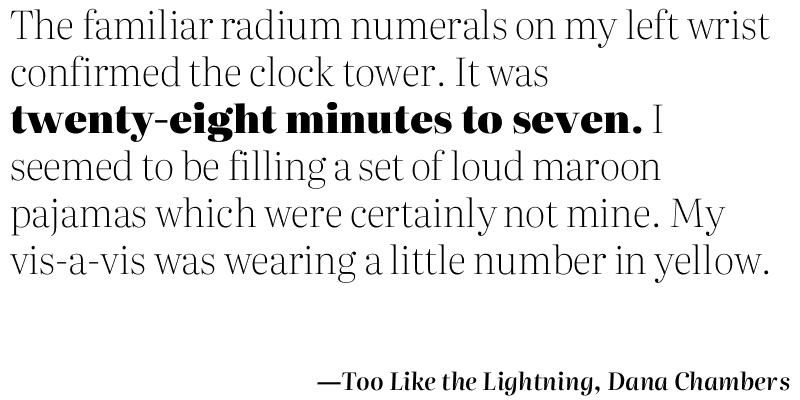 The familiar radium numerals on my left wrist
confirmed the clock tower. It was
twenty-eight minutes to seven. I
seemed to be filling a set of loud maroon
pajamas which were certainly not mine. My
vis-a-vis was wearing a little number in yellow.
—Too Like the Lightning, Dana Chambers